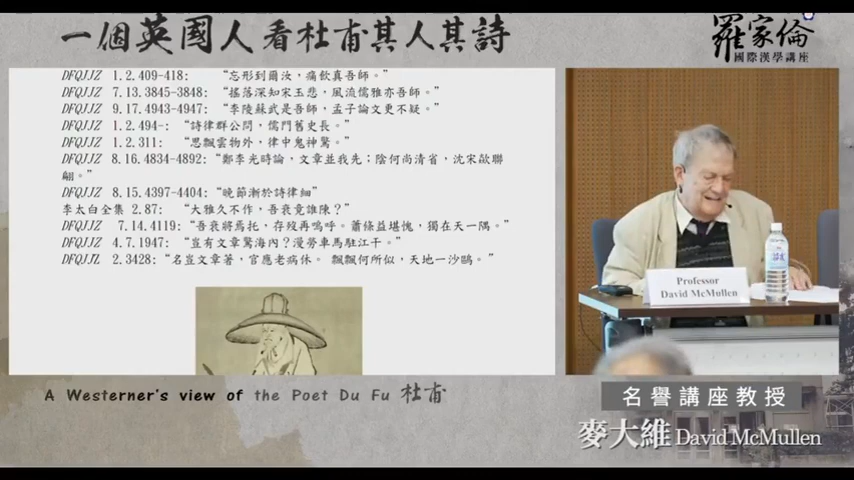 一個英國人看杜甫其人其詩
羅家倫
國際漢學講座
DFQJJZ 1.2.409-418: “忘形到爾汝，痛飲真吾師。”
DFQJJZ 7.13.3845-3848: “搖落深知宋玉悲，風流儒雅亦吾師。”
DFQJJZ 9.17.4943-4947: “李陵蘇武是吾師，孟子論文更不疑。”
DFQJJZ 1.2.494-: “詩律群公問，儒門舊史長。”
DFQJJZ 1.2.311: “思飄雲物外，律中鬼神驚。”
DFQJJZ 8.16.4834-4892: “鄭李光時論，文章並我先；陰何尚清省，沈宋歘聯
翩。”
DFQJJZ 8.15.4397-4404: “晚節漸於詩律細”
李太白全集 2.87: “大雅久不作，吾衰竟誰陳？”
DFQJJZ 7.14.4119: “吾衰將焉托，存歿再嗚呼。蕭條益堪愧，獨在天一隅。”
DFQJJZ 4.7.1947: “豈有文章驚海內？漫勞車馬駐江干。”
DFQJJL 2.3428: “名豈文章著，官應老病休。 飄飄何所似，天地一沙鷗。”
Professor
David McMullen
A Westerner's view of the Poet Du Fu 杜甫
名譽講座教授
麥大維 David McMullen